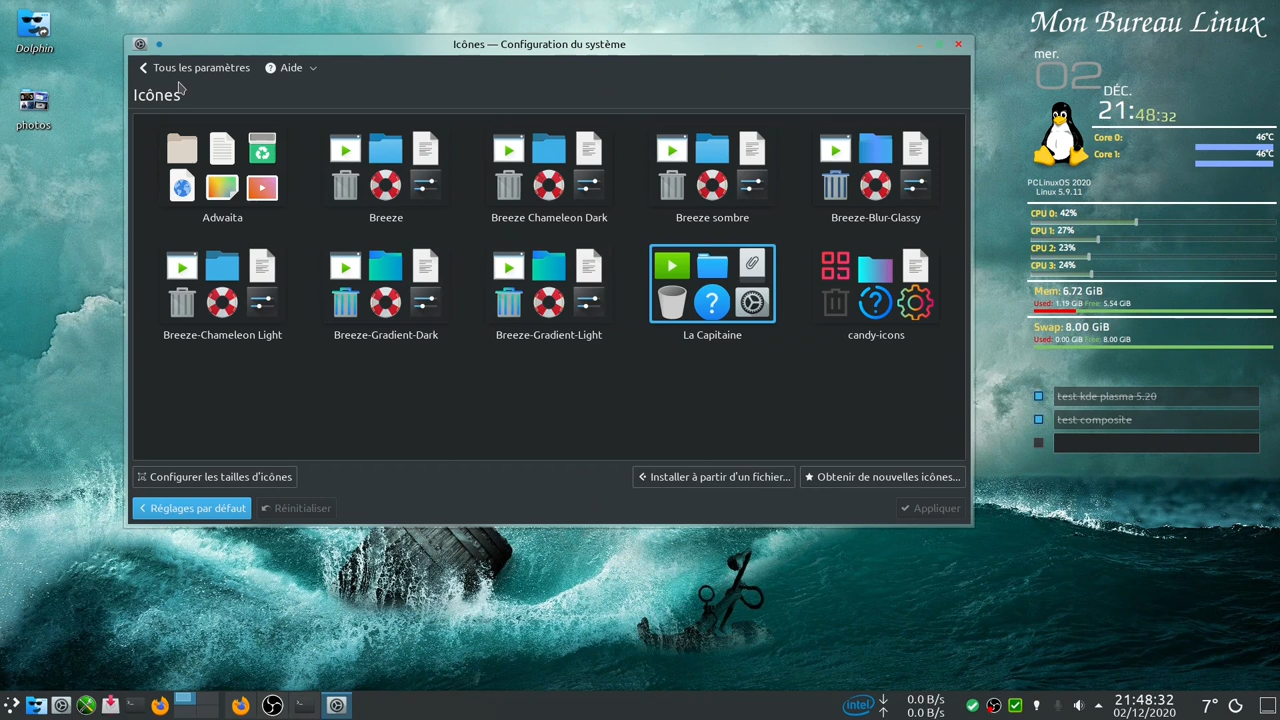 Dolphin
photos
Icônes — Configuration du système
Tous les paramètres
Aide
Icônes
Adwaita
Breeze
Breeze Chameleon Dark
Breeze sombre
Breeze-Blur-Glassy
Breeze-Chameleon Light
Breeze-Gradient-Dark
Breeze-Gradient-Light
La Capitaine
candy-icons
Configurer les tailles d'icônes
Installer à partir d'un fichier...
Obtenir de nouvelles icônes...
Réglages par défaut
Réinitialiser
Appliquer
Mon Bureau Linux
mer.
02
DÉC.
21:48:32
Core 0: 46°C
Core 1: 46°C
PCLinuxOS 2020
Linux 5.9.11
CPU 0: 42%
CPU 1: 27%
CPU 2: 23%
CPU 3: 24%
Mem: 6.72 GiB
Used: 1.19 GiB Free: 5.54 GiB
Swap: 8.00 GiB
Used: 0.00 GiB Free: 8.00 GiB
test kde plasma 5.20
test composite
intel
0.0 B/s
0.0 B/s
21:48:32
02/12/2020
7°